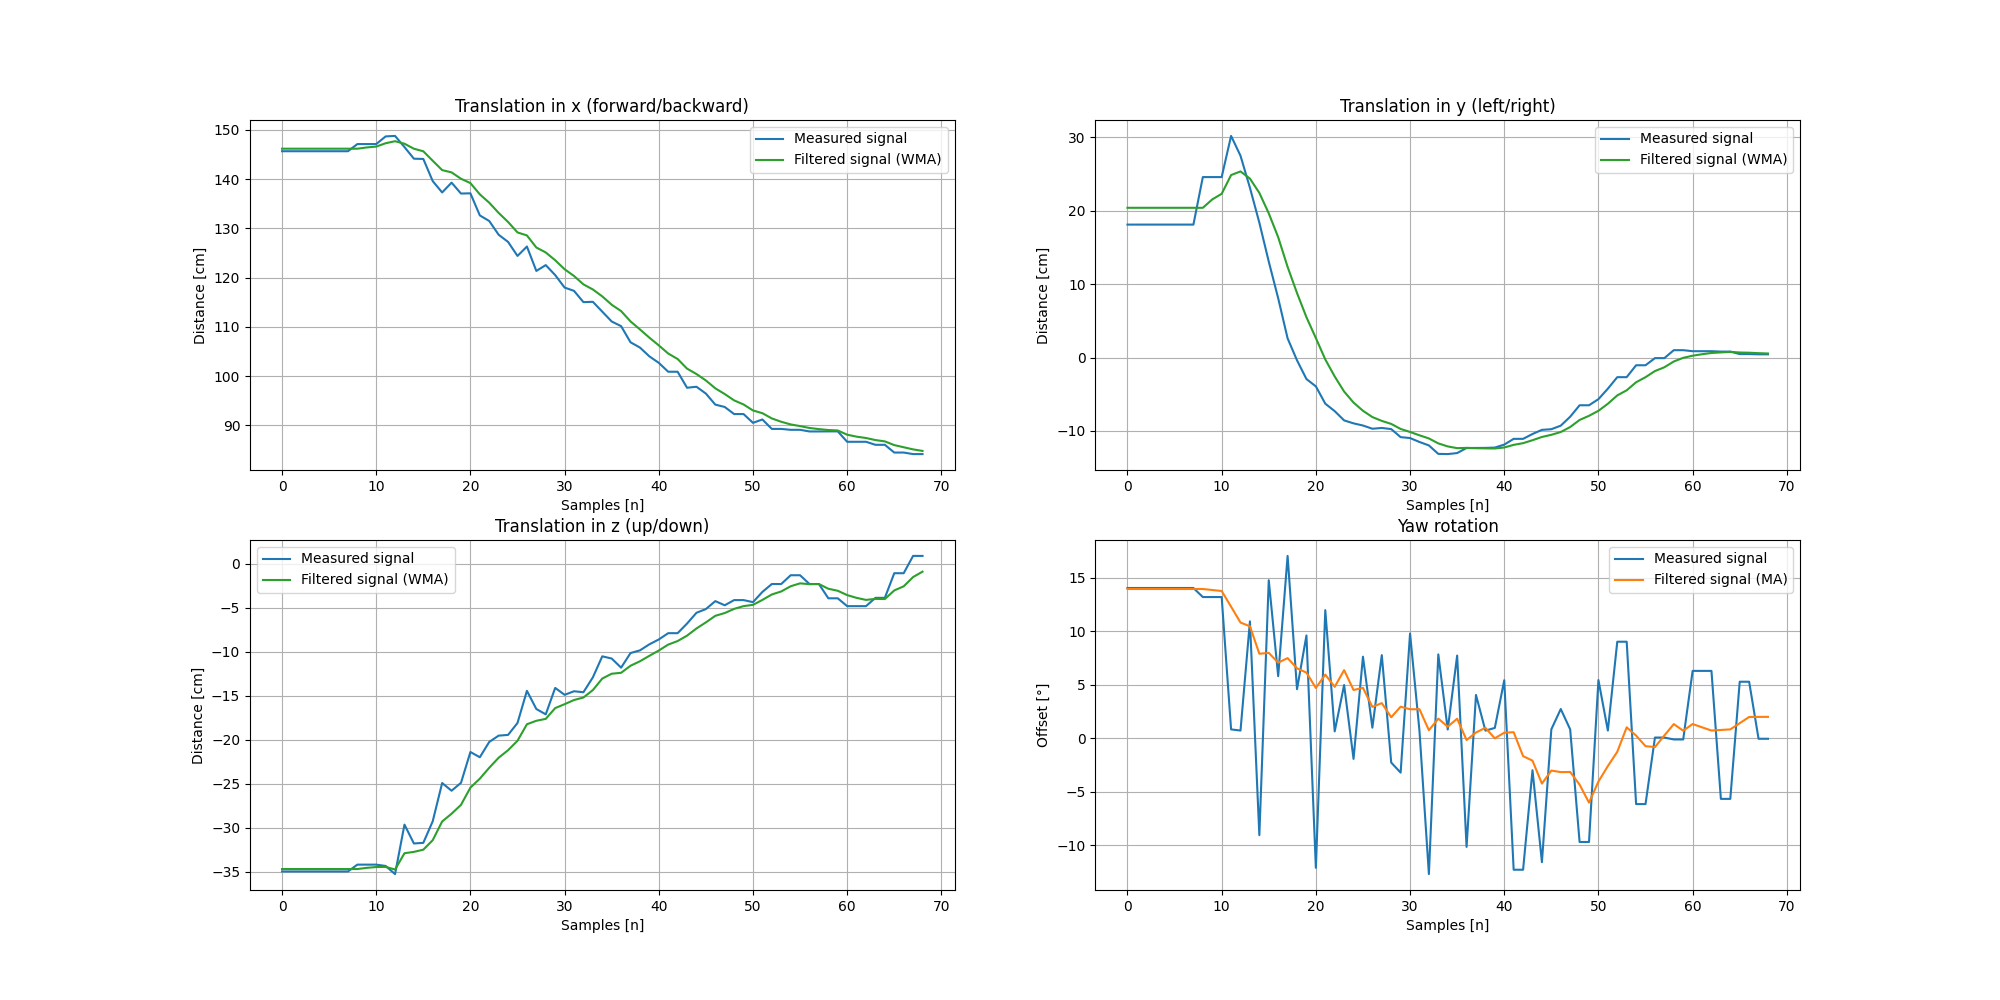 Translation in x (forward/backward)
150
140
130
120
110
100
90
Distance [cm]
Measured signal
Filtered signal (WMA)
0 10 20 30 40 50 60 70
Samples [n]
Translation in y (left/right)
30
20
10
0
−10
Distance [cm]
Measured signal
Filtered signal (WMA)
0 10 20 30 40 50 60 70
Samples [n]
Translation in z (up/down)
0
−5
−10
−15
−20
−25
−30
−35
Distance [cm]
Measured signal
Filtered signal (WMA)
0 10 20 30 40 50 60 70
Samples [n]
Yaw rotation
15
10
5
0
−5
−10
Offset [°]
Measured signal
Filtered signal (MA)
0 10 20 30 40 50 60 70
Samples [n]